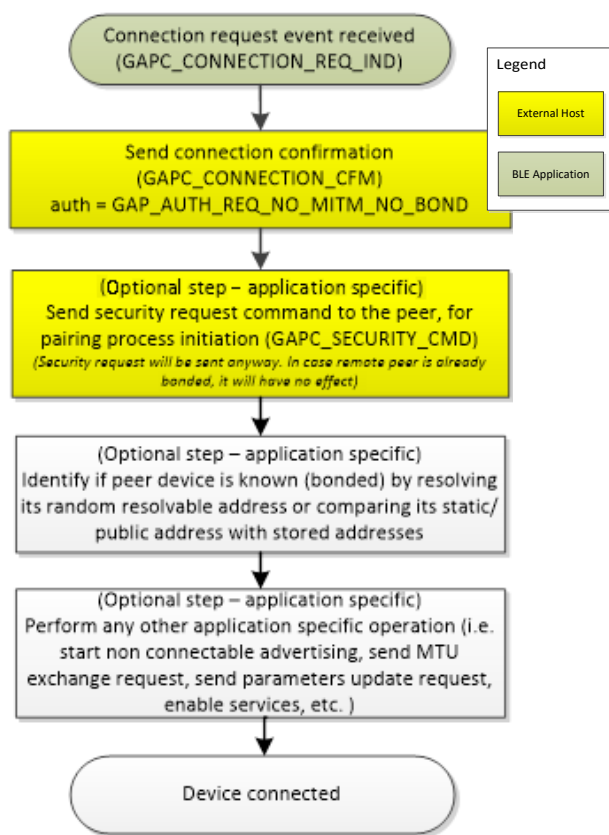 Connection request event received
(GAPC_CONNECTION_REQ_IND)
Legend
External Host
BLE Application
Send connection confirmation
(GAPC_CONNECTION_CFM)
auth = GAP_AUTH_REQ_NO_MITM_NO_BOND
(Optional step – application specific)
Send security request command to the peer, for
pairing process initiation (GAPC_SECURITY_CMD)
(Security request will be sent anyway. In case remote peer is already
bonded, it will have no effect)
(Optional step – application specific)
Identify if peer device is known (bonded) by resolving
its random resolvable address or comparing its static/
public address with stored addresses
(Optional step – application specific)
Perform any other application specific operation (i.e.
start non connectable advertising, send MTU
exchange request, send parameters update request,
enable services, etc. )
Device connected